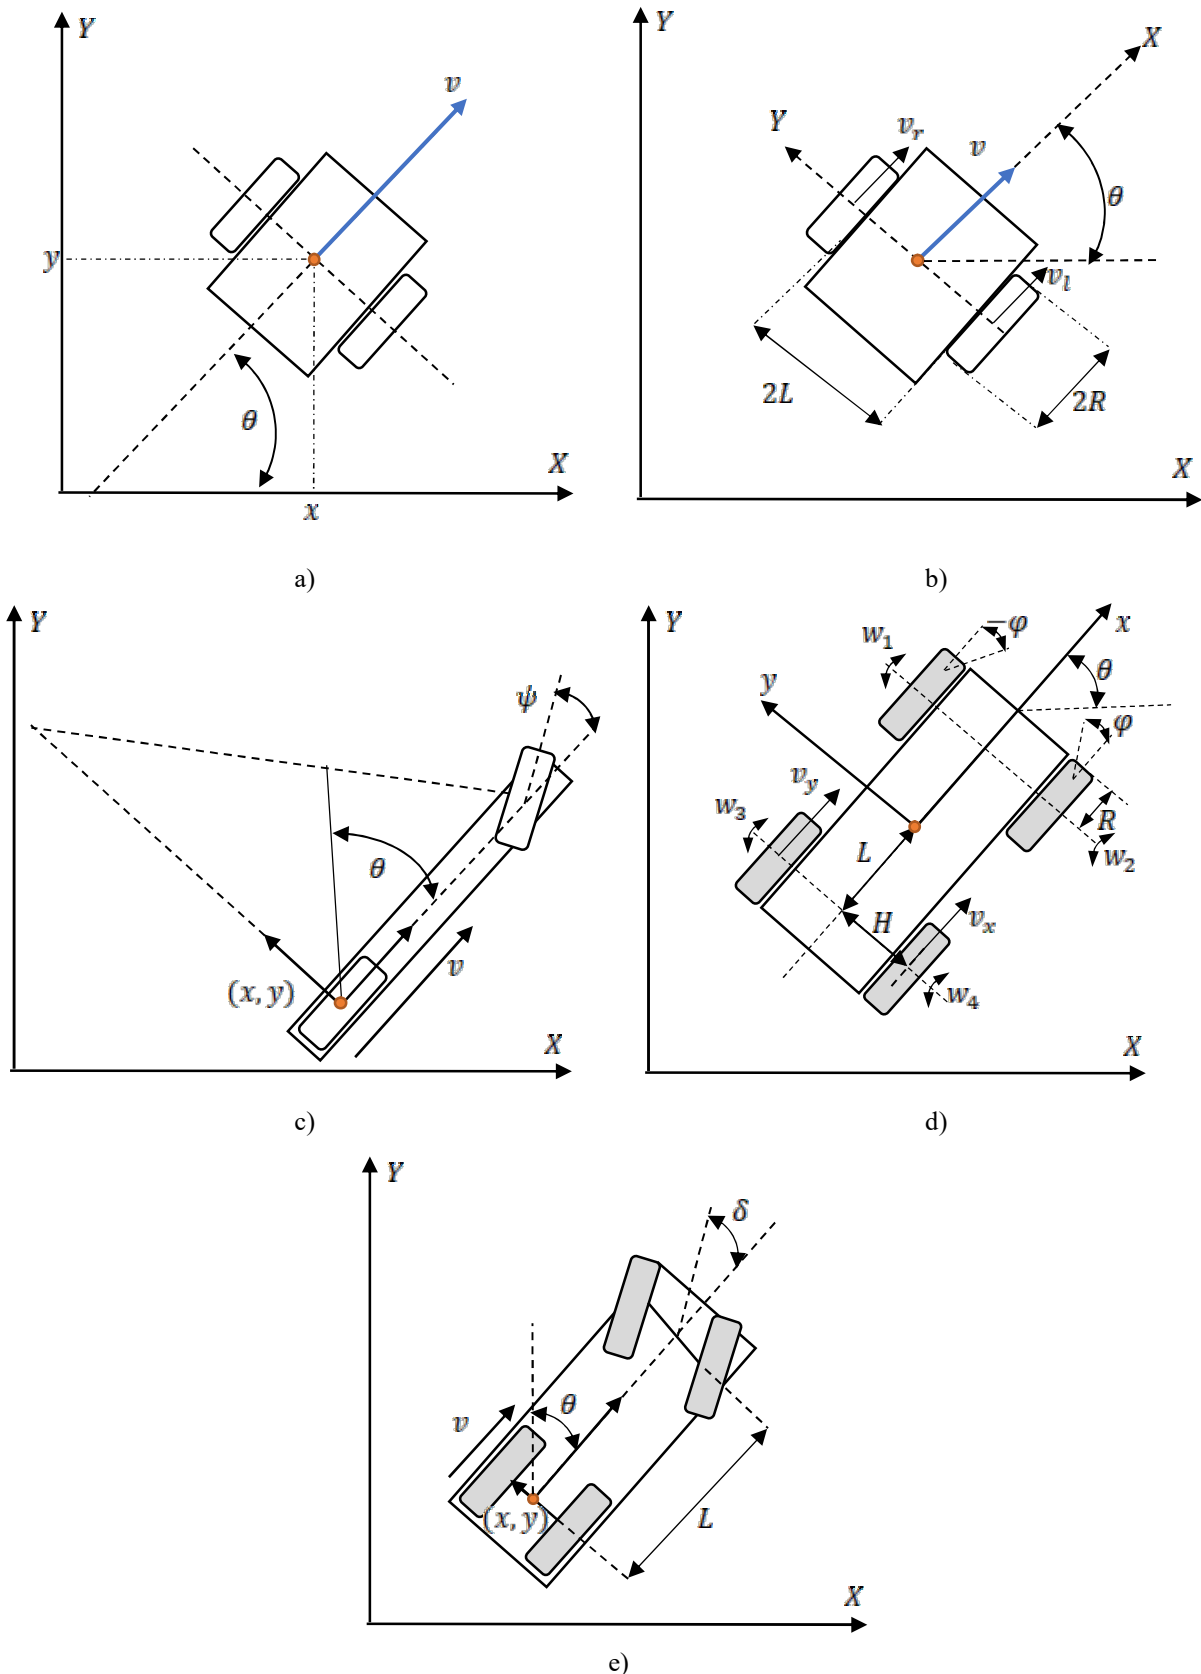 Y
v
y
θ
X
x
a)
Y
X
Y
v_r
v
θ
v_l
2L
2R
X
b)
Y
ψ
θ
(x, y)
v
X
c)
Y
w_1
−φ
x
θ
y
φ
v_y
w_3
R
L
w_2
H
v_x
w_4
X
d)
Y
δ
θ
v
(x, y)
L
X
e)